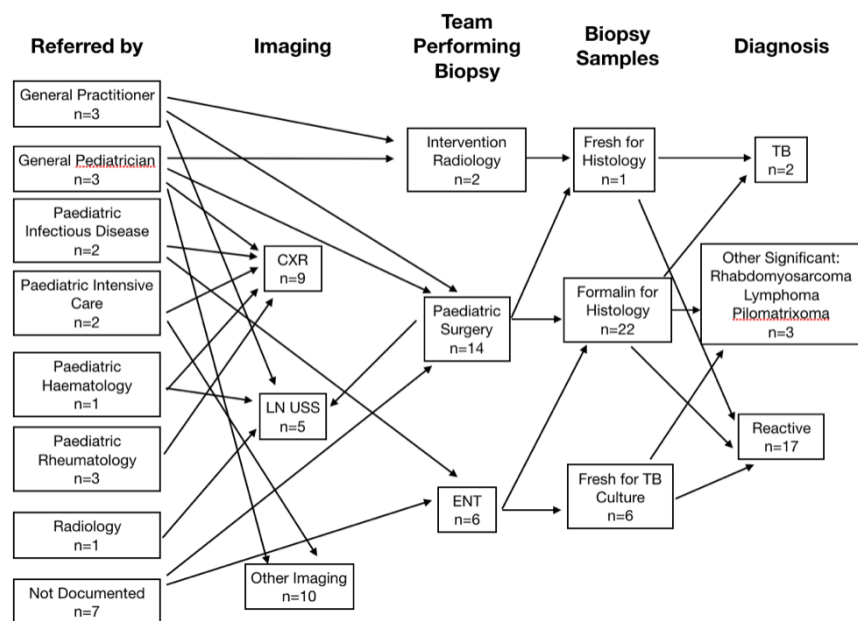 Referred by
Imaging
Team
Performing
Biopsy
Biopsy
Samples
Diagnosis
General Practitioner
n=3
General Pediatrician
n=3
Paediatric
Infectious Disease
n=2
Paediatric Intensive
Care
n=2
Paediatric
Haematology
n=1
Paediatric
Rheumatology
n=3
Radiology
n=1
Not Documented
n=7
CXR
n=9
LN USS
n=5
Other Imaging
n=10
Intervention
Radiology
n=2
Paediatric
Surgery
n=14
ENT
n=6
Fresh for
Histology
n=1
Formalin for
Histology
n=22
Fresh for TB
Culture
n=6
TB
n=2
Other Significant:
Rhabdomyosarcoma
Lymphoma
Pilomatrixoma
n=3
Reactive
n=17